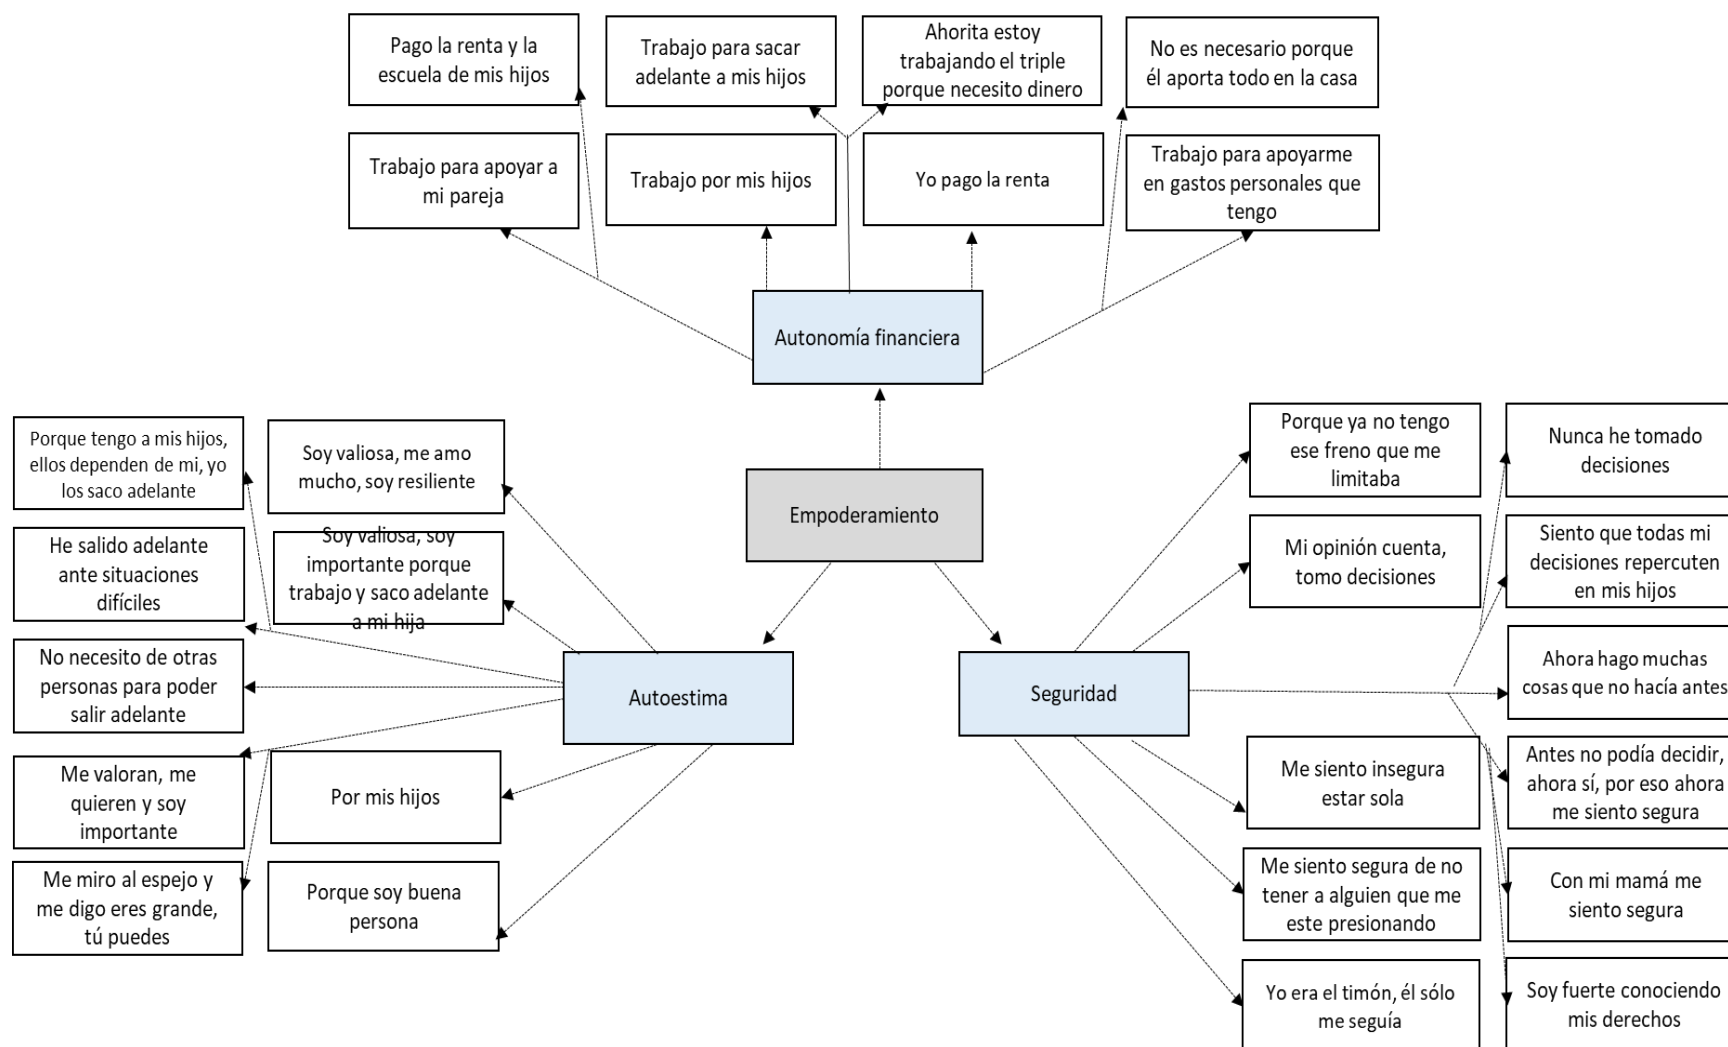 Pago la renta y la
escuela de mis hijos
Trabajo para sacar
adelante a mis hijos
Ahorita estoy
trabajando el triple
porque necesito dinero
No es necesario porque
él aporta todo en la casa
Trabajo para apoyar a
mi pareja
Trabajo por mis hijos
Yo pago la renta
Trabajo para apoyarme
en gastos personales que
tengo
Autonomía financiera
Empoderamiento
Porque tengo a mis hijos,
ellos dependen de mi, yo
los saco adelante
Soy valiosa, me amo
mucho, soy resiliente
He salido adelante
ante situaciones
difíciles
Soy valiosa, soy
importante porque
trabajo y saco adelante
a mi hija
No necesito de otras
personas para poder
salir adelante
Autoestima
Me valoran, me
quieren y soy
importante
Por mis hijos
Me miro al espejo y
me digo eres grande,
tú puedes
Porque soy buena
persona
Porque ya no tengo
ese freno que me
limitaba
Nunca he tomado
decisiones
Mi opinión cuenta,
tomo decisiones
Siento que todas mi
decisiones repercuten
en mis hijos
Seguridad
Ahora hago muchas
cosas que no hacía antes
Me siento insegura
estar sola
Antes no podía decidir,
ahora sí, por eso ahora
me siento segura
Me siento segura de no
tener a alguien que me
este presionando
Con mi mamá me
siento segura
Yo era el timón, él sólo
me seguía
Soy fuerte conociendo
mis derechos